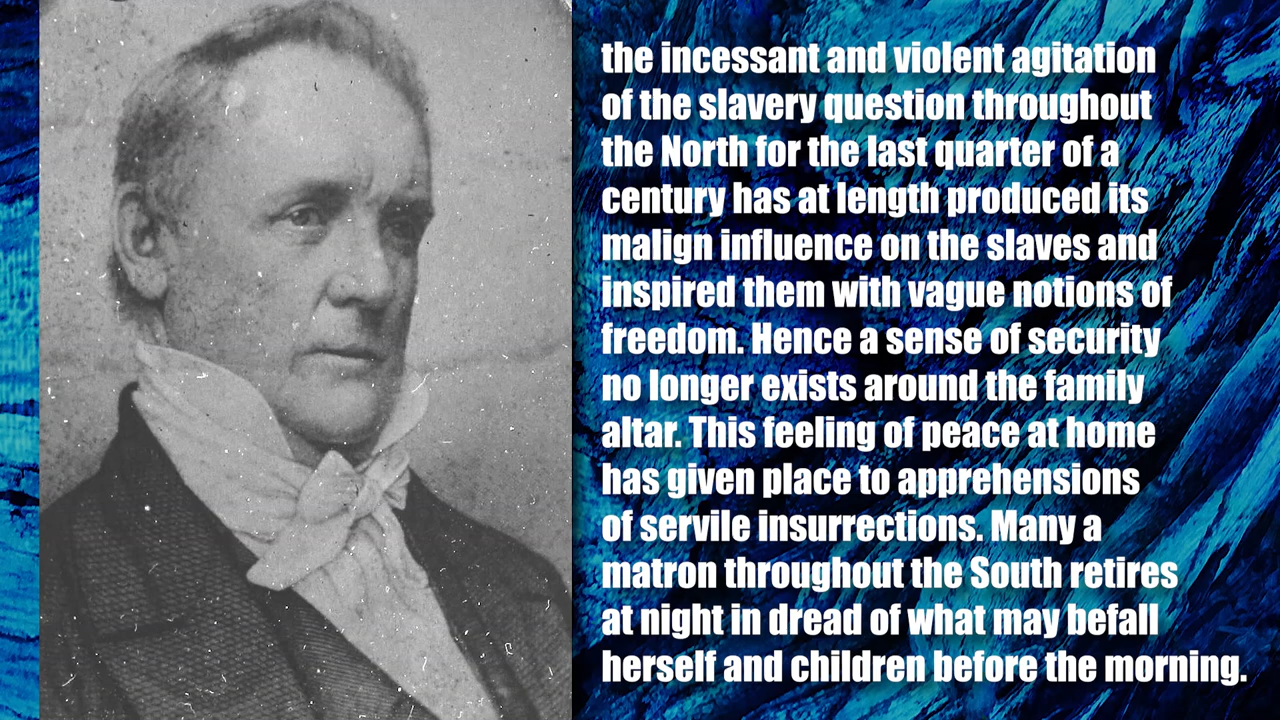 the incessant and violent agitation
of the slavery question throughout
the North for the last quarter of a
century has at length produced its
malign influence on the slaves and
inspired them with vague notions of
freedom. Hence a sense of security
no longer exists around the family
altar. This feeling of peace at home
has given place to apprehensions
of servile insurrections. Many a
matron throughout the South retires
at night in dread of what may befall
herself and children before the morning.